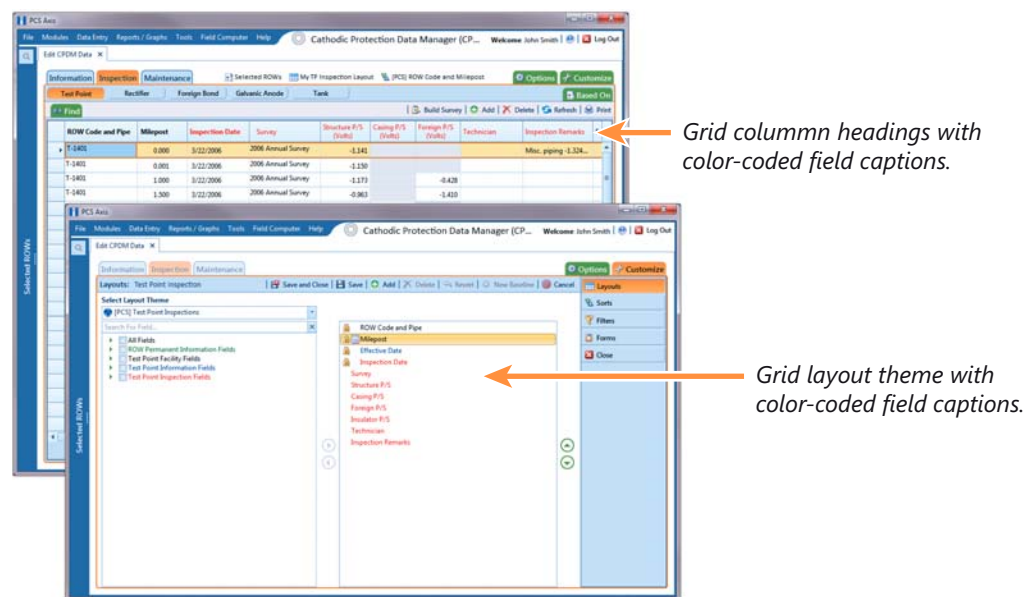 PCS Axis
File Modules Data Entry Reports / Graphs Tools Field Computer Help Cathodic Protection Data Manager (CP... Welcome John Smith Log Out
Edit CPDM Data X
Information Inspection Maintenance Selected ROWs My TP Inspection Layout [PCS] ROW Code and Milepost Options Customize
Test Point Rectifier Foreign Bond Galvanic Anode Tank Based On
Find Build Survey Add Delete Refresh Print
ROW Code and Pipe Milepost Inspection Date Survey Structure P/S (Volts) Casing P/S (Volts) Foreign P/S (Volts) Technician Inspection Remarks
T-1401 0.000 3/22/2006 2006 Annual Survey -1.141 Misc. piping -1.324...
T-1401 0.001 3/22/2006 2006 Annual Survey -1.150
T-1401 1.000 3/22/2006 2006 Annual Survey -1.173 -0.428
T-1401 1.500 3/22/2006 2006 Annual Survey -0.963 -1.410
Selected ROWs
Grid colummn headings with
color-coded field captions.
PCS Axis
File Modules Data Entry Reports / Graphs Tools Field Computer Help Cathodic Protection Data Manager (CP... Welcome John Smith Log Out
Edit CPDM Data X
Information Inspection Maintenance Options Customize
Layouts: Test Point Inspection Save and Close Save Add Delete Revert New Baseline Cancel
Select Layout Theme
[PCS] Test Point Inspections
Search For Field...
All Fields
ROW Permanent Information Fields
Test Point Facility Fields
Test Point Information Fields
Test Point Inspection Fields
ROW Code and Pipe
Milepost
Effective Date
Inspection Date
Survey
Structure P/S
Casing P/S
Foreign P/S
Insulator P/S
Technician
Inspection Remarks
Layouts
Sorts
Filters
Forms
Close
Selected ROWs
Grid layout theme with
color-coded field captions.